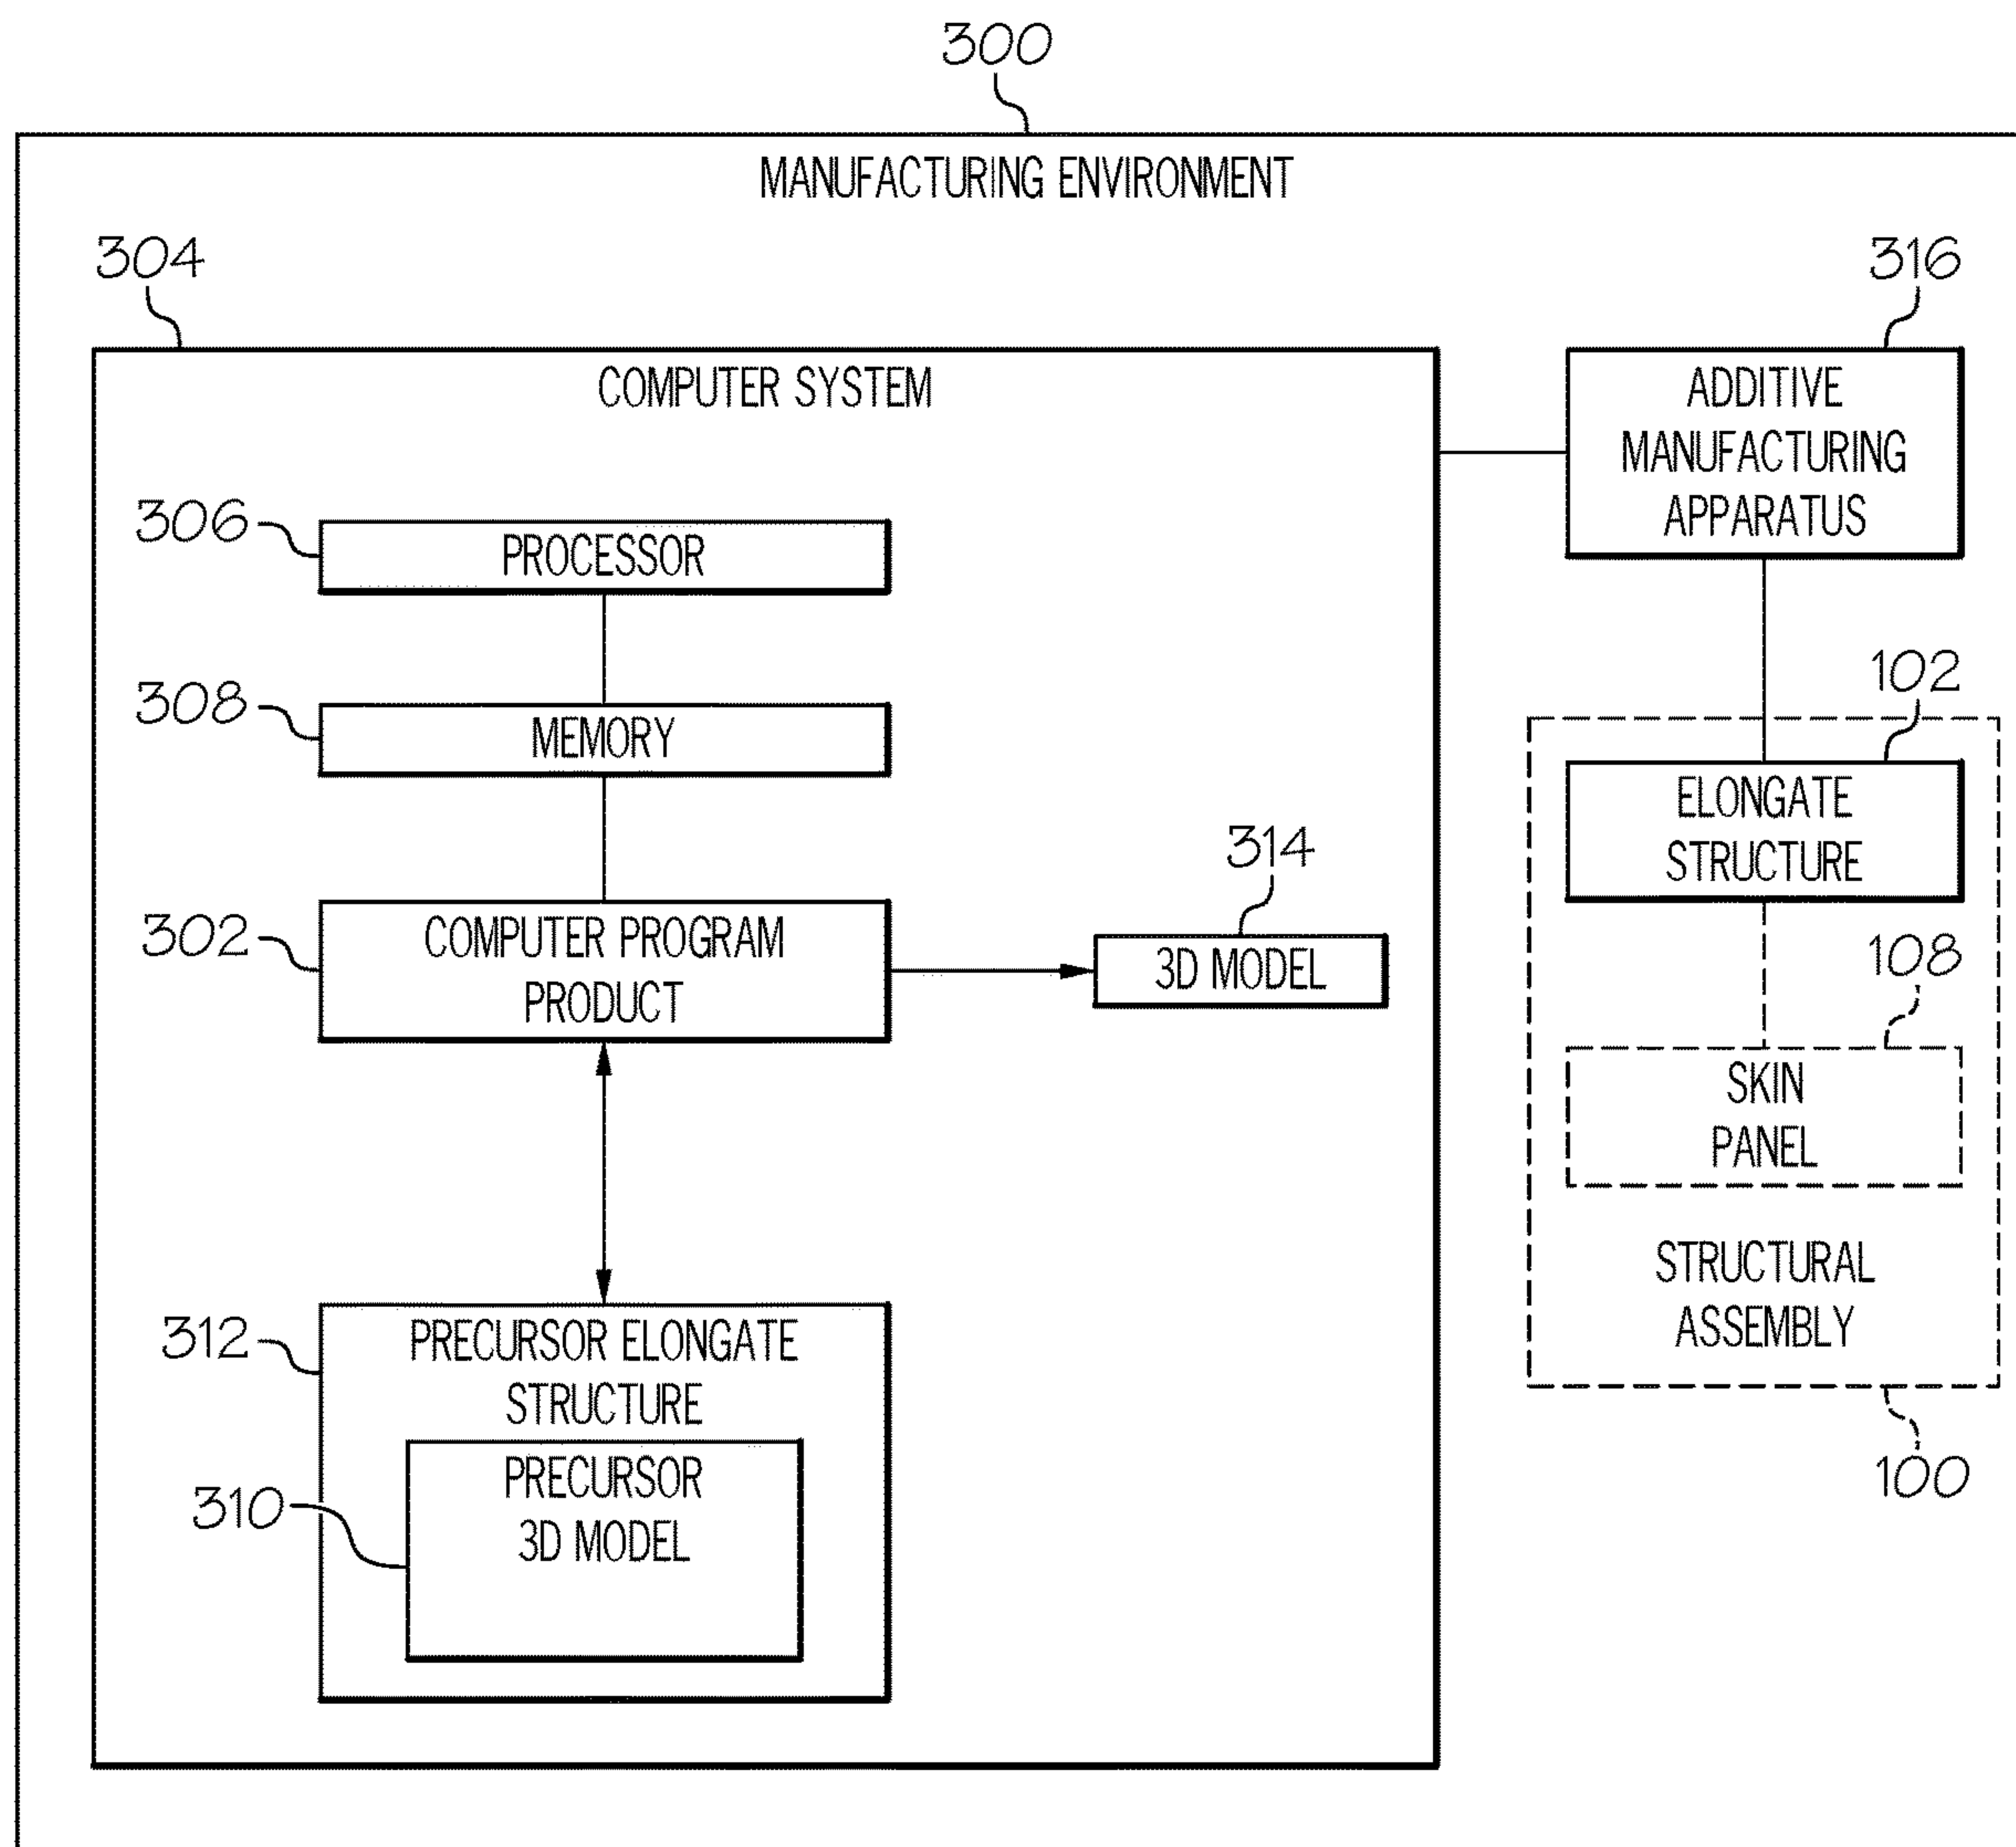 300
MANUFACTURING ENVIRONMENT
304
COMPUTER SYSTEM
306
PROCESSOR
308
MEMORY
302
COMPUTER PROGRAM
PRODUCT
314
3D MODEL
312
PRECURSOR ELONGATE
STRUCTURE
310
PRECURSOR
3D MODEL
316
ADDITIVE
MANUFACTURING
APPARATUS
102
ELONGATE
STRUCTURE
108
SKIN
PANEL
STRUCTURAL
ASSEMBLY
100